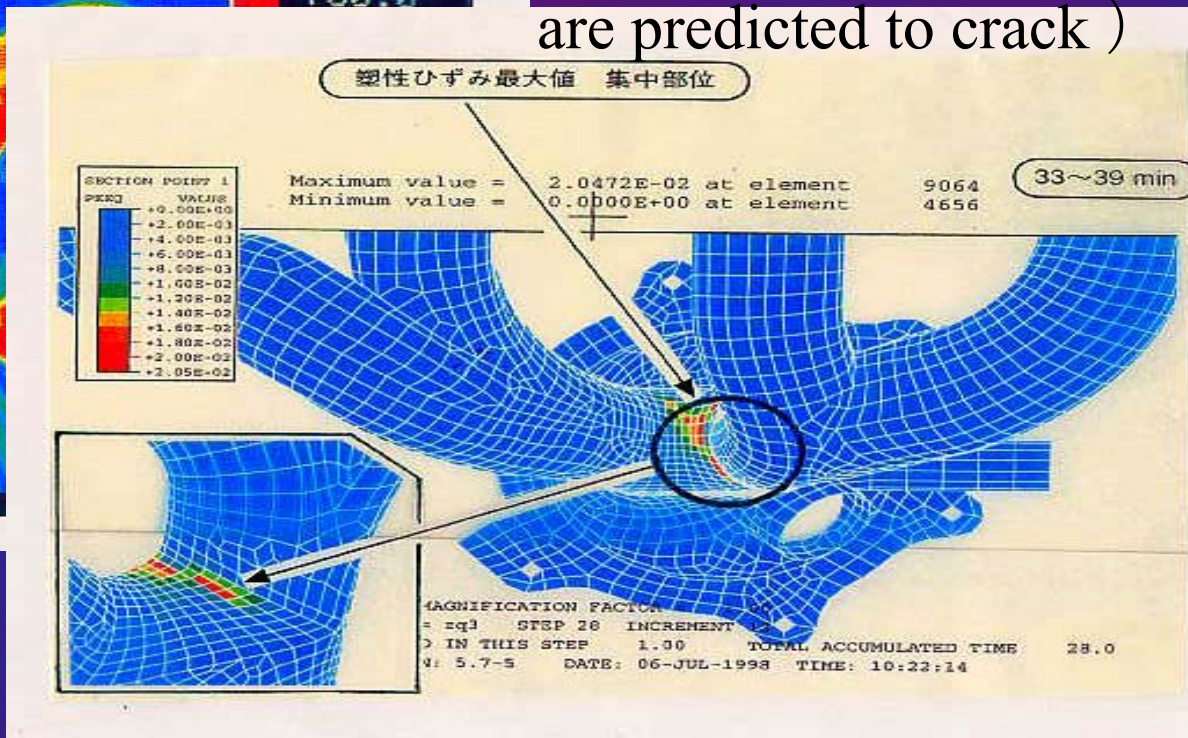 are predicted to crack）
塑性ひずみ最大値　集中部位
SECTION POINT 1
PEEQ VALUE
+0.00E+00
+2.00E-03
+4.00E-03
+6.00E-03
+8.00E-03
+1.00E-02
+1.20E-02
+1.40E-02
+1.60E-02
+1.80E-02
+2.00E-02
+2.05E-02
Maximum value = 2.0472E-02 at element 9064
Minimum value = 0.0000E+00 at element 4656
33～39 min
MAGNIFICATION FACTOR =
= zq3 STEP 28 INCREMENT
D IN THIS STEP 1.00 TOTAL ACCUMULATED TIME 28.0
N: 5.7-5 DATE: 06-JUL-1998 TIME: 10:22:14